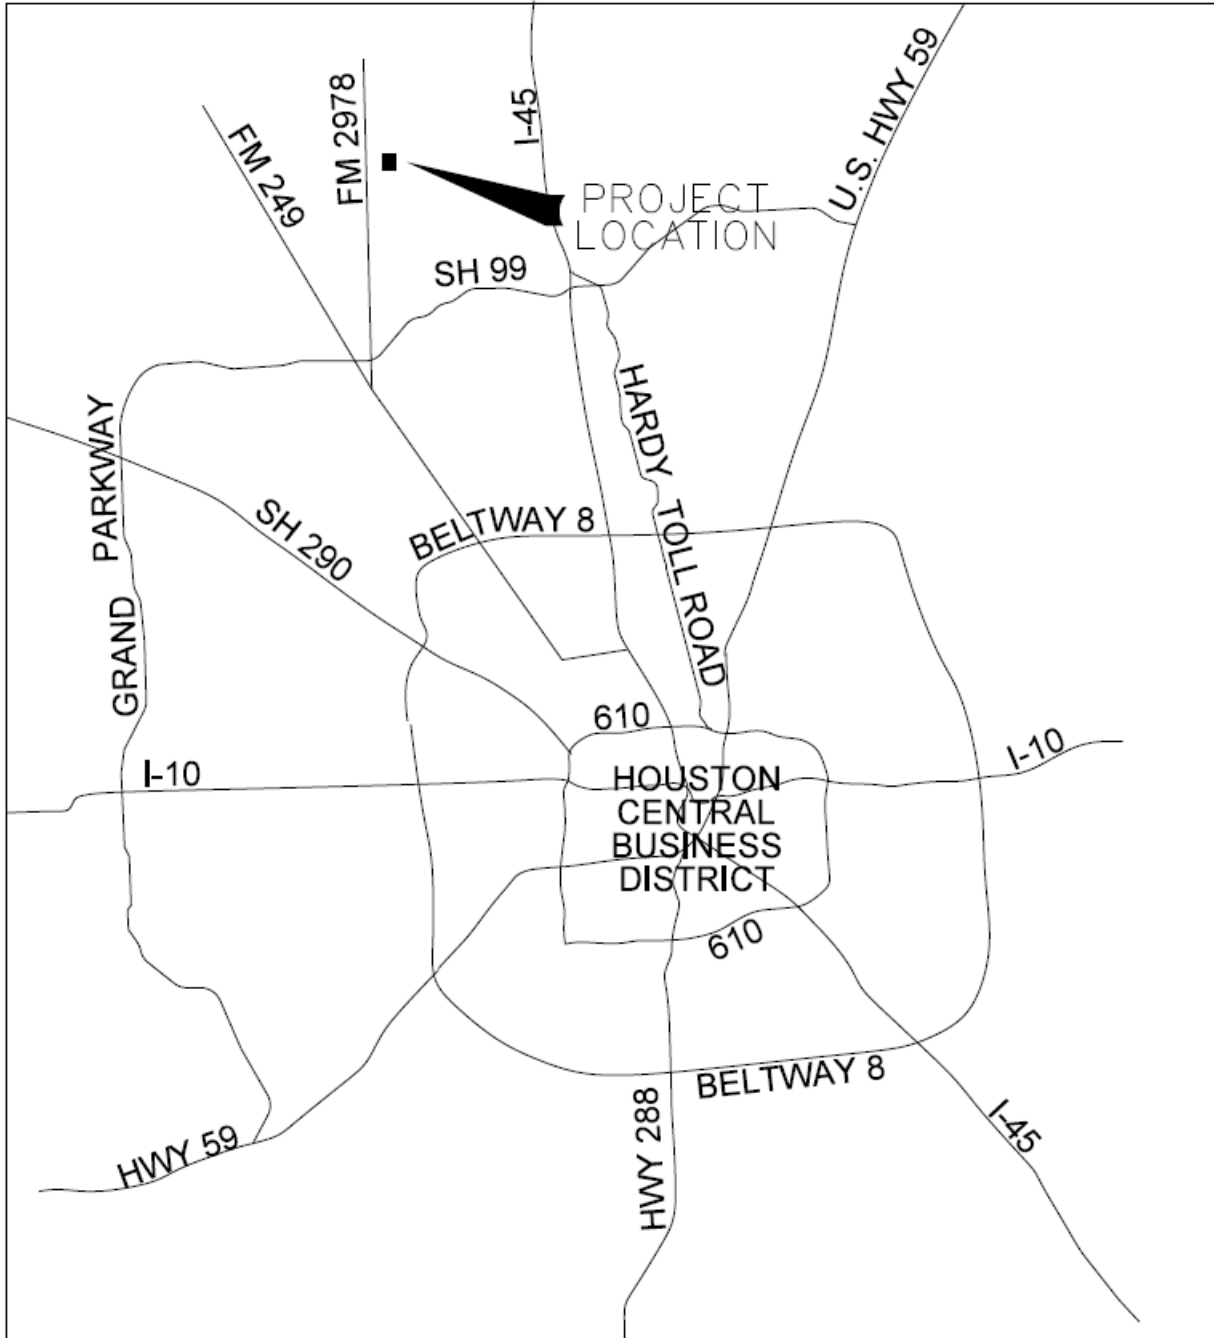 U.S. HWY 59
I-45
FM 2978
FM 249
PROJECT
LOCATION
SH 99
HARDY TOLL ROAD
GRAND PARKWAY
SH 290
BELTWAY 8
610
I-10
I-10
HOUSTON
CENTRAL
BUSINESS
DISTRICT
610
BELTWAY 8
HWY 288
I-45
HWY 59